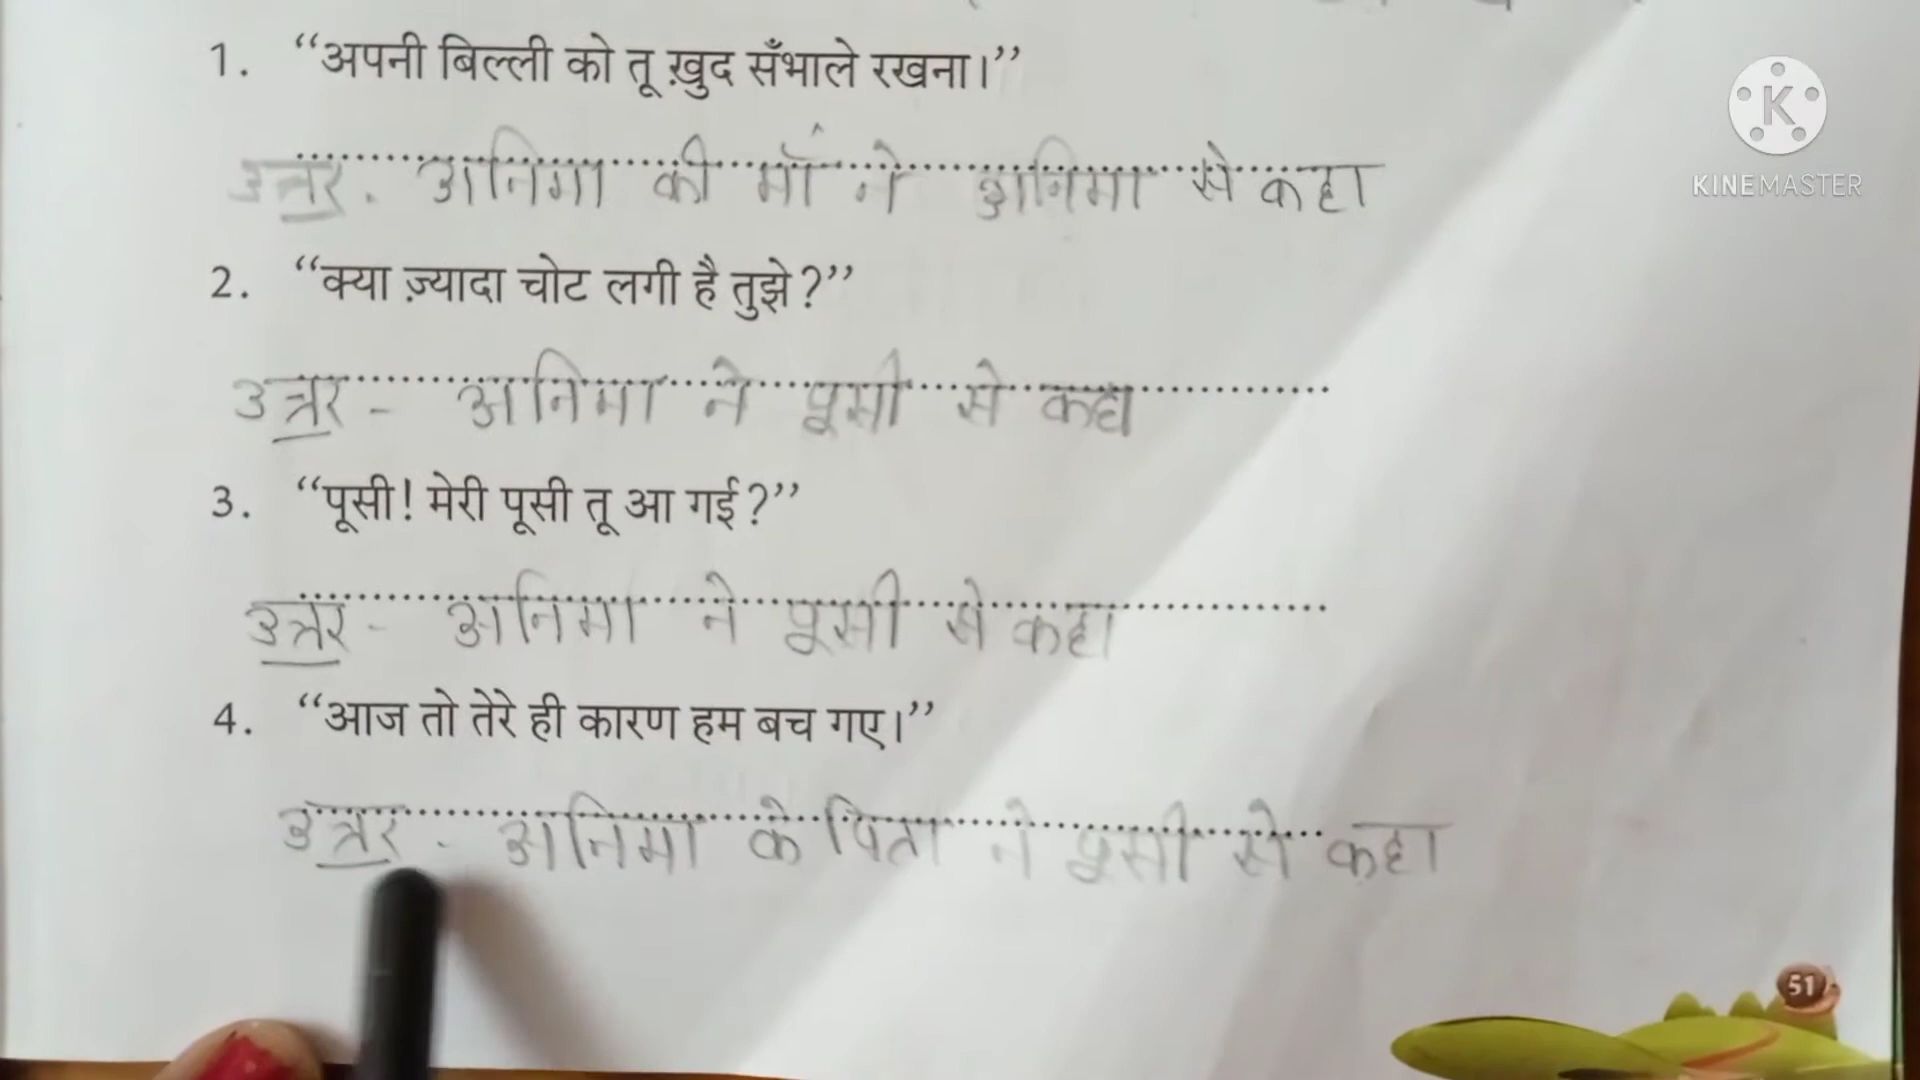 1. “अपनी बिल्ली को तू ख़ुद सँभाले रखना।”
उत्तर. अनिमा की माँ ने अनिमा से कहा
2. “क्या ज़्यादा चोट लगी है तुझे?”
उत्तर - अनिमा ने पूसी से कहा
3. “पूसी! मेरी पूसी तू आ गई?”
उत्तर - अनिमा ने पूसी से कहा
4. “आज तो तेरे ही कारण हम बच गए।”
उत्तर - अनिमा के पिता ने पूसी से कहा
K
KINEMASTER
51